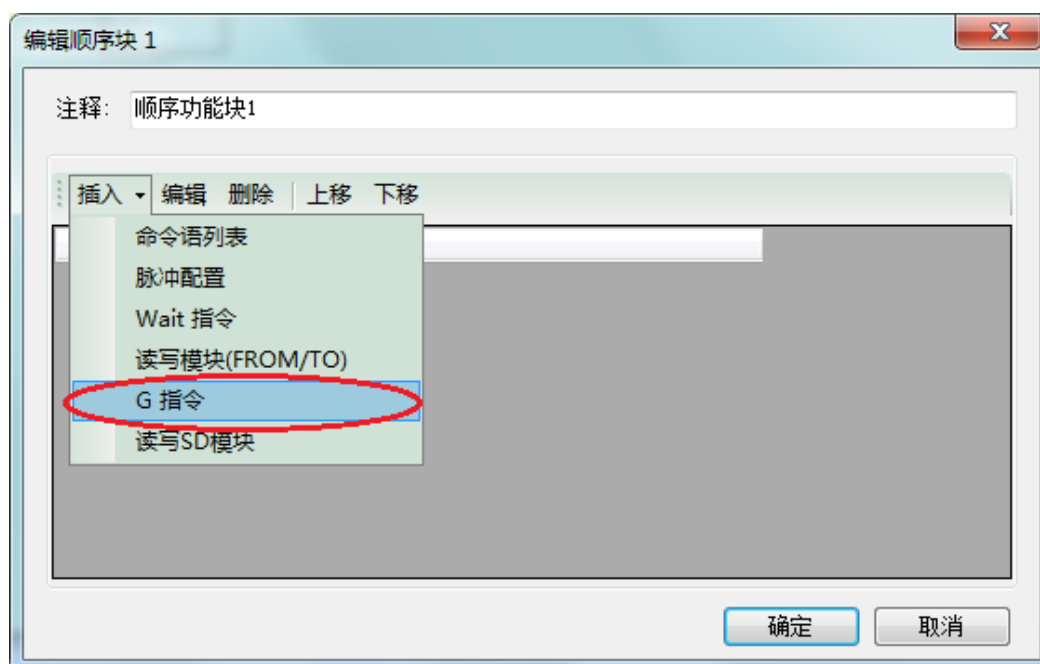 编辑顺序块 1
注释: 顺序功能块1
插入 编辑 删除 上移 下移
命令语列表
脉冲配置
Wait 指令
读写模块(FROM/TO)
G 指令
读写SD模块
确定 取消